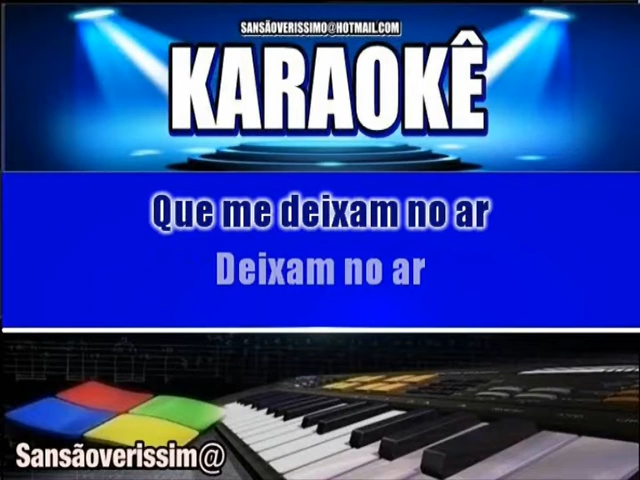 SANSÃOVERISSIMO@HOTMAIL.COM
KARAOKÊ
Que me deixam no ar
Deixam no ar
Sansãoverissim@